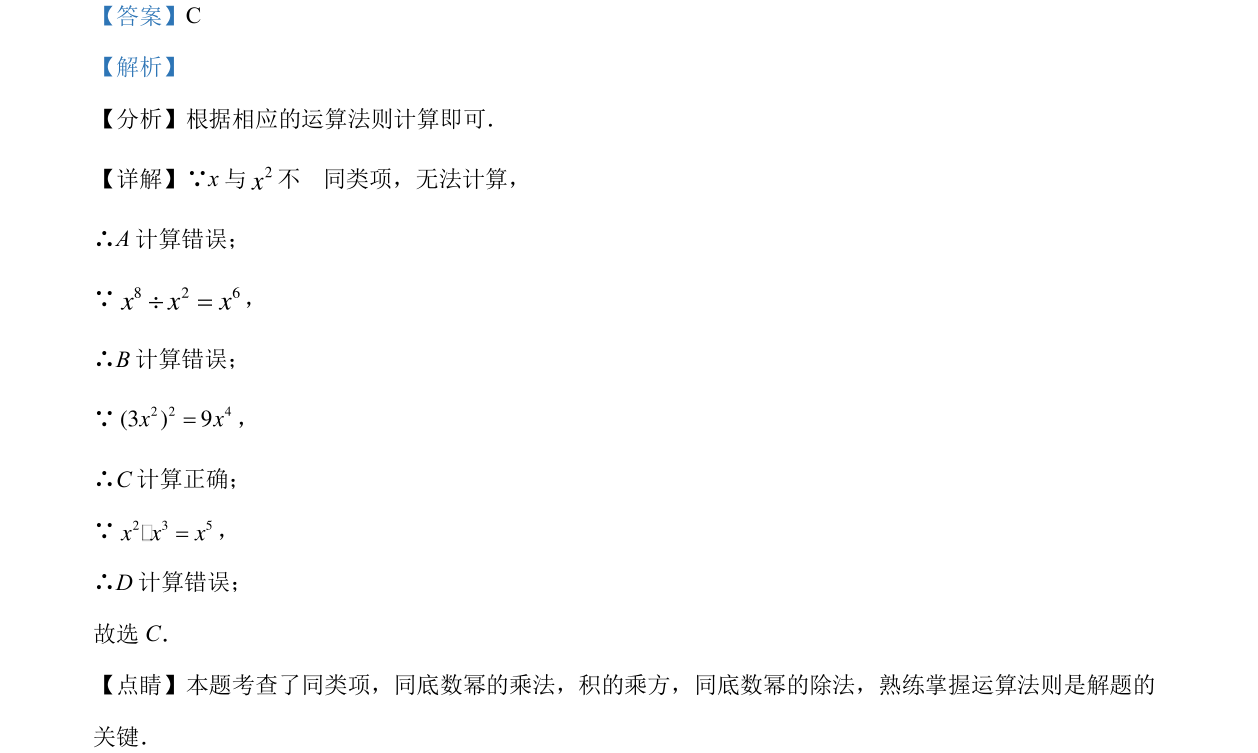 【答案】C
【解析】
【分析】根据相应的运算法则计算即可．
【详解】∵x 与 x² 不 同类项，无法计算，
∴A 计算错误；
∵ x⁸ ÷ x² = x⁶，
∴B 计算错误；
∵ (3x²)² = 9x⁴，
∴C 计算正确；
∵ x²□x³ = x⁵，
∴D 计算错误；
故选 C．
【点睛】本题考查了同类项，同底数幂的乘法，积的乘方，同底数幂的除法，熟练掌握运算法则是解题的
关键．